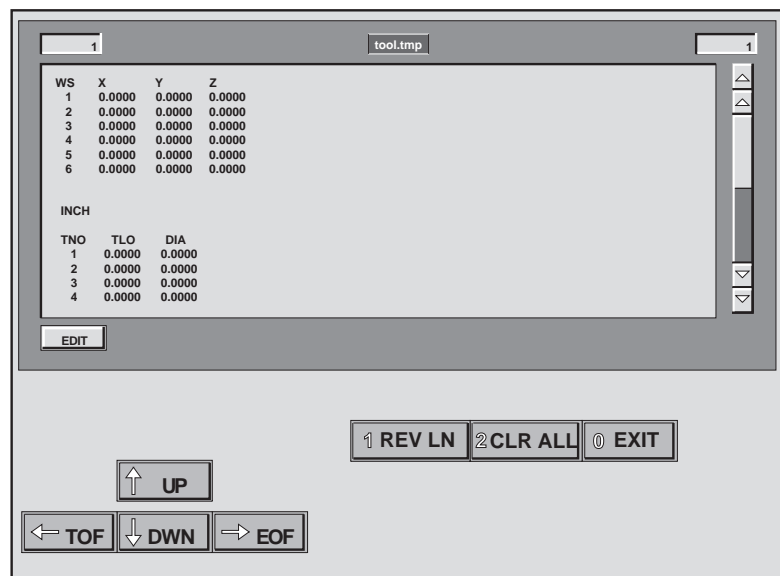 1 tool.tmp 1
WS X Y Z
1 0.0000 0.0000 0.0000
2 0.0000 0.0000 0.0000
3 0.0000 0.0000 0.0000
4 0.0000 0.0000 0.0000
5 0.0000 0.0000 0.0000
6 0.0000 0.0000 0.0000
INCH
TNO TLO DIA
1 0.0000 0.0000
2 0.0000 0.0000
3 0.0000 0.0000
4 0.0000 0.0000
EDIT
1 REV LN 2 CLR ALL 0 EXIT
UP
TOF DWN EOF